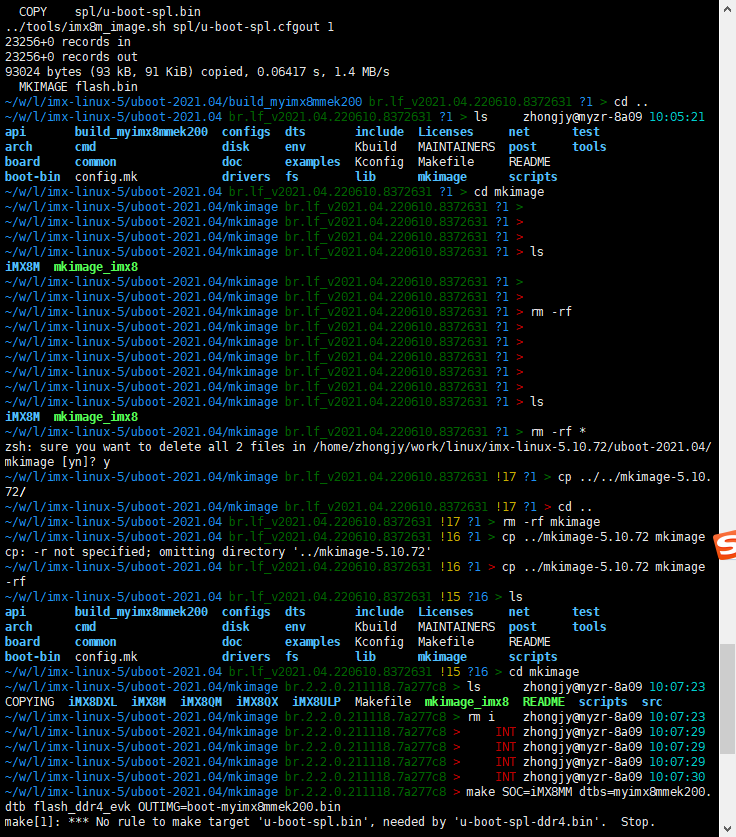 COPY    spl/u-boot-spl.bin
../tools/imx8m_image.sh spl/u-boot-spl.cfgout 1
23256+0 records in
23256+0 records out
93024 bytes (93 kB, 91 KiB) copied, 0.06417 s, 1.4 MB/s
MKIMAGE flash.bin
~/w/l/imx-linux-5/uboot-2021.04/build_myimx8mmek200 br.lf_v2021.04.220610.8372631 ?1 > cd ..
~/w/l/imx-linux-5/uboot-2021.04 br.lf_v2021.04.220610.8372631 ?1 > ls     zhongjy@myzr-8a09 10:05:21
api       build_myimx8mmek200  configs  dts       include  Licenses     net      test
arch      cmd                  disk     env       Kbuild   MAINTAINERS  post     tools
board     common               doc      examples  Kconfig  Makefile     README
boot-bin  config.mk            drivers  fs        lib      mkimage      scripts
~/w/l/imx-linux-5/uboot-2021.04 br.lf_v2021.04.220610.8372631 ?1 > cd mkimage
~/w/l/imx-linux-5/uboot-2021.04/mkimage br.lf_v2021.04.220610.8372631 ?1 >
~/w/l/imx-linux-5/uboot-2021.04/mkimage br.lf_v2021.04.220610.8372631 ?1 >
~/w/l/imx-linux-5/uboot-2021.04/mkimage br.lf_v2021.04.220610.8372631 ?1 >
~/w/l/imx-linux-5/uboot-2021.04/mkimage br.lf_v2021.04.220610.8372631 ?1 > ls
iMX8M  mkimage_imx8
~/w/l/imx-linux-5/uboot-2021.04/mkimage br.lf_v2021.04.220610.8372631 ?1 >
~/w/l/imx-linux-5/uboot-2021.04/mkimage br.lf_v2021.04.220610.8372631 ?1 >
~/w/l/imx-linux-5/uboot-2021.04/mkimage br.lf_v2021.04.220610.8372631 ?1 > rm -rf
~/w/l/imx-linux-5/uboot-2021.04/mkimage br.lf_v2021.04.220610.8372631 ?1 >
~/w/l/imx-linux-5/uboot-2021.04/mkimage br.lf_v2021.04.220610.8372631 ?1 >
~/w/l/imx-linux-5/uboot-2021.04/mkimage br.lf_v2021.04.220610.8372631 ?1 >
~/w/l/imx-linux-5/uboot-2021.04/mkimage br.lf_v2021.04.220610.8372631 ?1 >
~/w/l/imx-linux-5/uboot-2021.04/mkimage br.lf_v2021.04.220610.8372631 ?1 >
~/w/l/imx-linux-5/uboot-2021.04/mkimage br.lf_v2021.04.220610.8372631 ?1 > ls
iMX8M  mkimage_imx8
~/w/l/imx-linux-5/uboot-2021.04/mkimage br.lf_v2021.04.220610.8372631 ?1 > rm -rf *
zsh: sure you want to delete all 2 files in /home/zhongjy/work/linux/imx-linux-5.10.72/uboot-2021.04/
mkimage [yn]? y
~/w/l/imx-linux-5/uboot-2021.04/mkimage br.lf_v2021.04.220610.8372631 !17 ?1 > cp ../../mkimage-5.10.
72/
~/w/l/imx-linux-5/uboot-2021.04/mkimage br.lf_v2021.04.220610.8372631 !17 ?1 > cd ..
~/w/l/imx-linux-5/uboot-2021.04 br.lf_v2021.04.220610.8372631 !17 ?1 > rm -rf mkimage
~/w/l/imx-linux-5/uboot-2021.04 br.lf_v2021.04.220610.8372631 !16 ?1 > cp ../mkimage-5.10.72 mkimage
cp: -r not specified; omitting directory '../mkimage-5.10.72'
~/w/l/imx-linux-5/uboot-2021.04 br.lf_v2021.04.220610.8372631 !16 ?1 > cp ../mkimage-5.10.72 mkimage
-rf
~/w/l/imx-linux-5/uboot-2021.04 br.lf_v2021.04.220610.8372631 !15 ?16 > ls
api       build_myimx8mmek200  configs  dts       include  Licenses     net      test
arch      cmd                  disk     env       Kbuild   MAINTAINERS  post     tools
board     common               doc      examples  Kconfig  Makefile     README
boot-bin  config.mk            drivers  fs        lib      mkimage      scripts
~/w/l/imx-linux-5/uboot-2021.04 br.lf_v2021.04.220610.8372631 !15 ?16 > cd mkimage
~/w/l/imx-linux-5/uboot-2021.04/mkimage br.2.2.0.211118.7a277c8 > ls      zhongjy@myzr-8a09 10:07:23
COPYING  iMX8DXL  iMX8M  iMX8QM  iMX8QX  iMX8ULP  Makefile  mkimage_imx8  README  scripts  src
~/w/l/imx-linux-5/uboot-2021.04/mkimage br.2.2.0.211118.7a277c8 > rm i    zhongjy@myzr-8a09 10:07:23
~/w/l/imx-linux-5/uboot-2021.04/mkimage br.2.2.0.211118.7a277c8 >     INT zhongjy@myzr-8a09 10:07:29
~/w/l/imx-linux-5/uboot-2021.04/mkimage br.2.2.0.211118.7a277c8 >     INT zhongjy@myzr-8a09 10:07:29
~/w/l/imx-linux-5/uboot-2021.04/mkimage br.2.2.0.211118.7a277c8 >     INT zhongjy@myzr-8a09 10:07:29
~/w/l/imx-linux-5/uboot-2021.04/mkimage br.2.2.0.211118.7a277c8 >     INT zhongjy@myzr-8a09 10:07:30
~/w/l/imx-linux-5/uboot-2021.04/mkimage br.2.2.0.211118.7a277c8 > make SOC=iMX8MM dtbs=myimx8mmek200.
dtb flash_ddr4_evk OUTIMG=boot-myimx8mmek200.bin
make[1]: *** No rule to make target 'u-boot-spl.bin', needed by 'u-boot-spl-ddr4.bin'.  Stop.